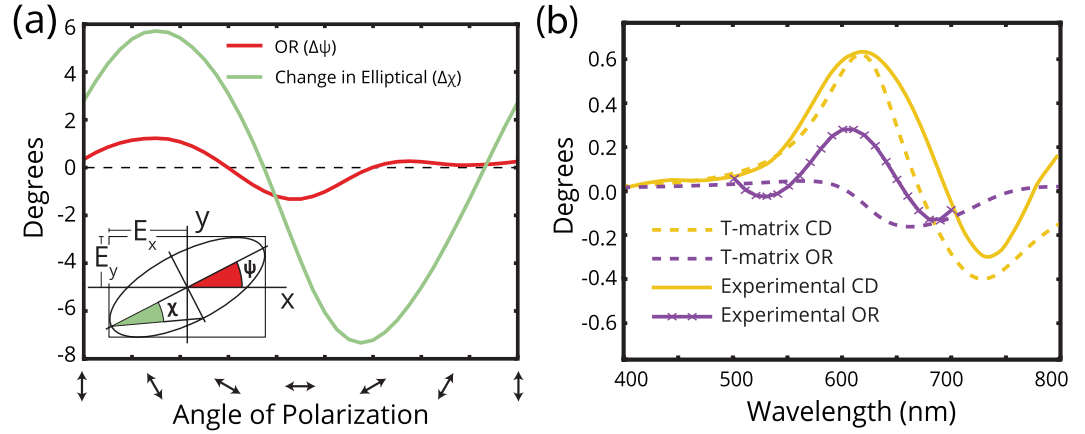 (a)
6
4
2
0
-2
-4
-6
-8
Degrees
OR (Δψ)
Change in Elliptical (Δχ)
y
E
x
E
y
ψ
x
χ
Angle of Polarization
(b)
0.6
0.4
0.2
0.0
-0.2
-0.4
-0.6
Degrees
T-matrix CD
T-matrix OR
Experimental CD
Experimental OR
400 500 600 700 800
Wavelength (nm)